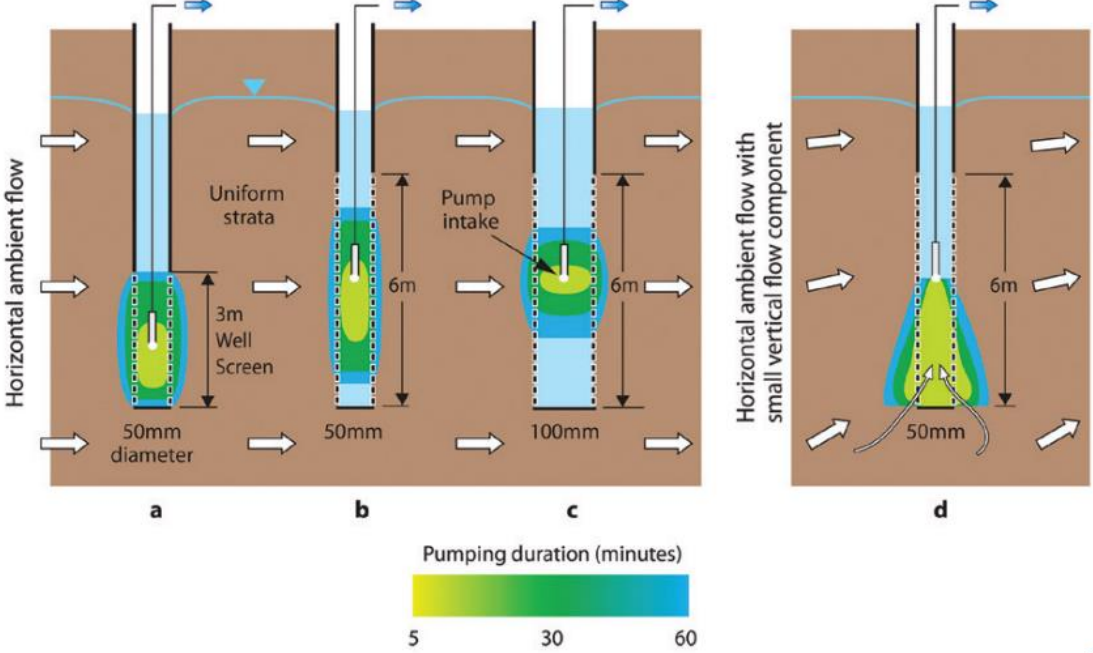 Horizontal ambient flow
Uniform
strata
3m
Well
Screen
50mm
diameter
a
6m
50mm
b
Pump
intake
6m
100mm
c
Horizontal ambient flow with
small vertical flow component
6m
50mm
d
Pumping duration (minutes)
5
30
60